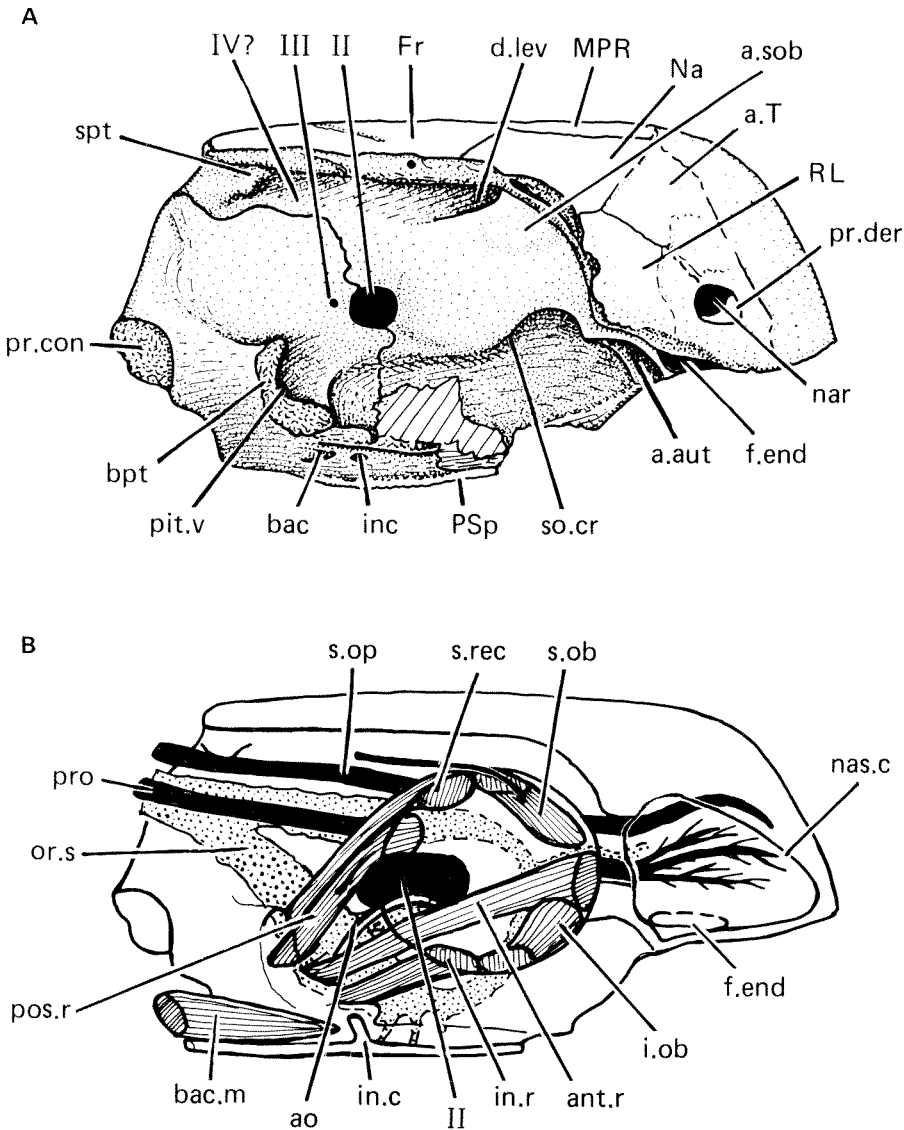 A
IV? III II Fr d.lev MPR Na a.sob
a.T
spt
RL
pr.der
pr.con
nar
bpt
a.aut f.end
pit.v bac inc PSp so.cr
B
s.op s.rec s.ob
pro
nas.c
or.s
f.end
pos.r
i.ob
bac.m ao in.c II in.r ant.r